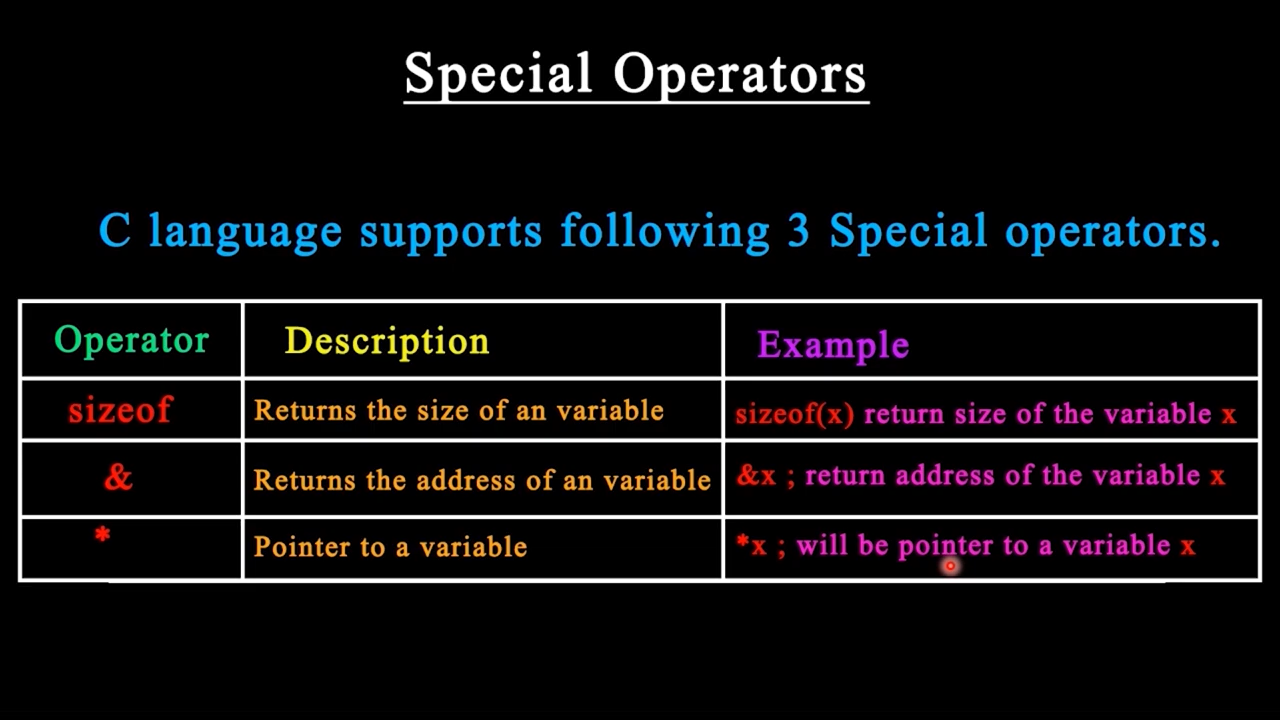 Special Operators
C language supports following 3 Special operators.
Operator Description Example
sizeof Returns the size of an variable sizeof(x) return size of the variable x
& Returns the address of an variable &x ; return address of the variable x
* Pointer to a variable *x ; will be pointer to a variable x